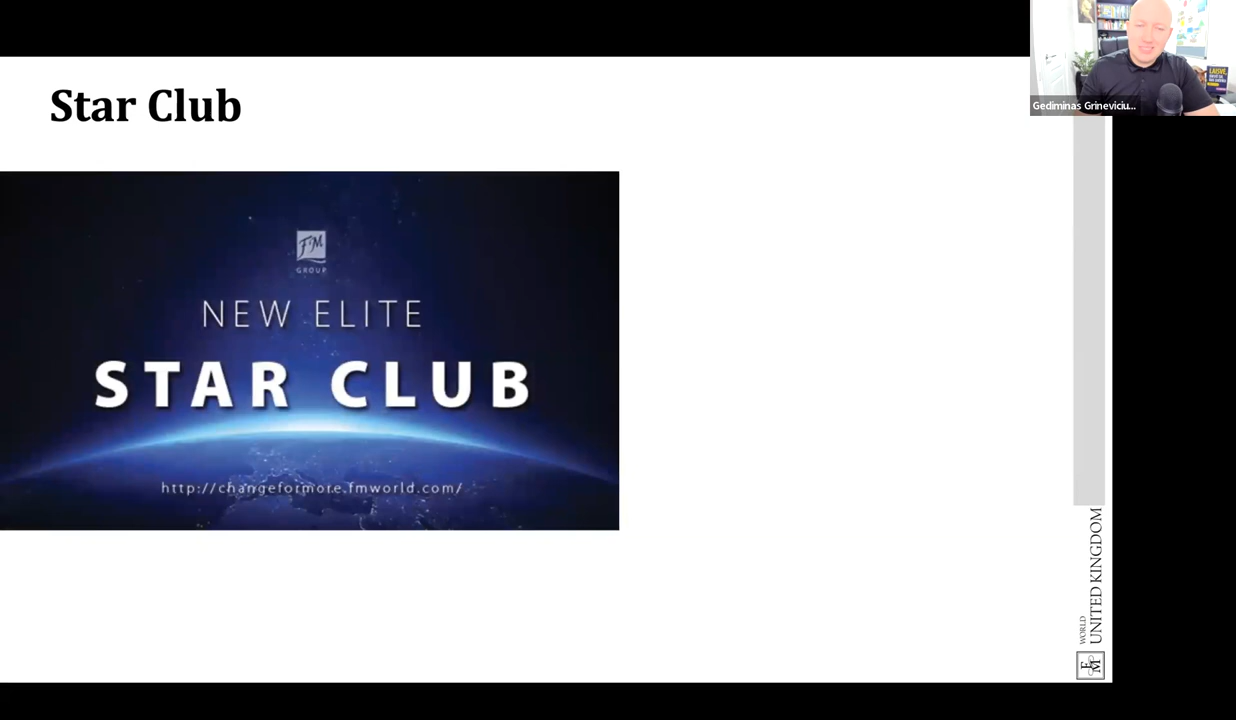 Star Club
Gediminas Grineviciu...
FM
GROUP
NEW ELITE
STAR CLUB
http://changeformore.fmworld.com/
FM
WORLD
UNITED KINGDOM